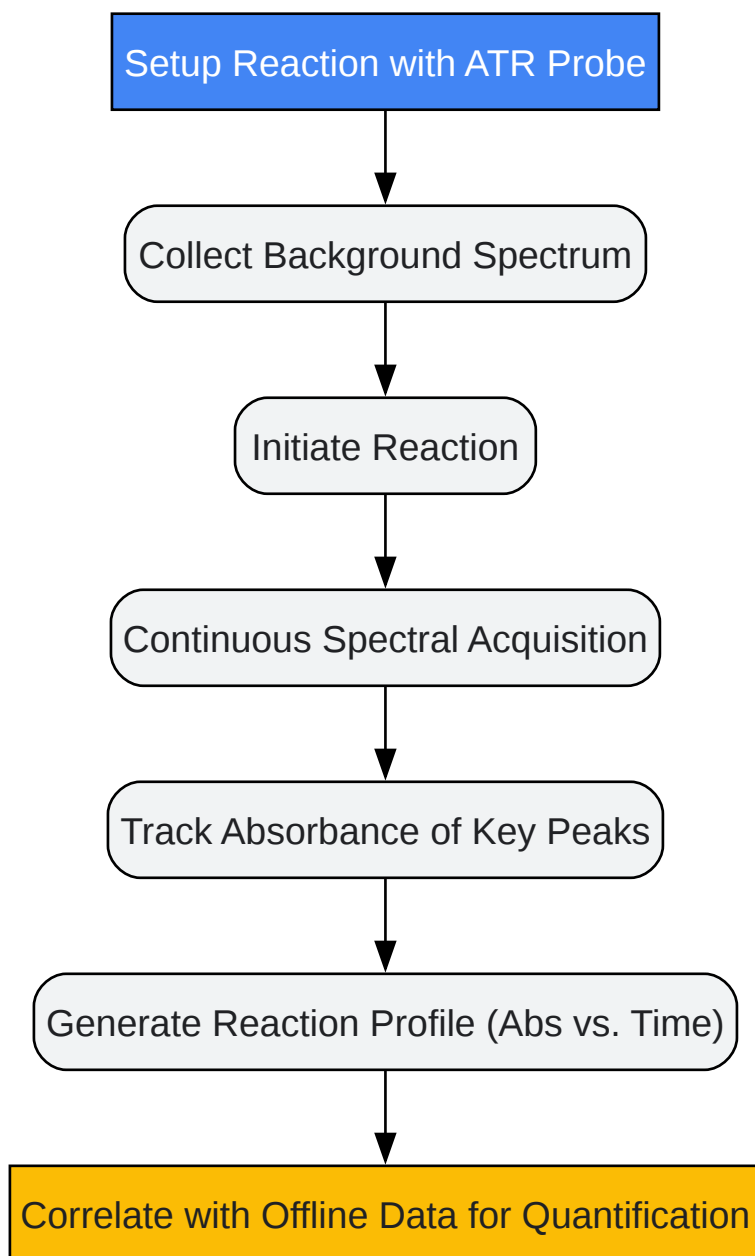 Setup Reaction with ATR Probe
Collect Background Spectrum
Initiate Reaction
Continuous Spectral Acquisition
Track Absorbance of Key Peaks
Generate Reaction Profile (Abs vs. Time)
Correlate with Offline Data for Quantification